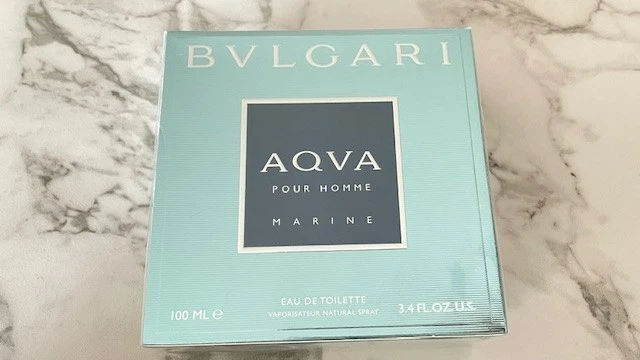 BVLGARI
AQVA
POUR HOMME
MARINE
EAU DE TOILETTE
100 ML ℮ VAPORISATEUR NATURAL SPRAY 3.4 FL.OZ. U.S.